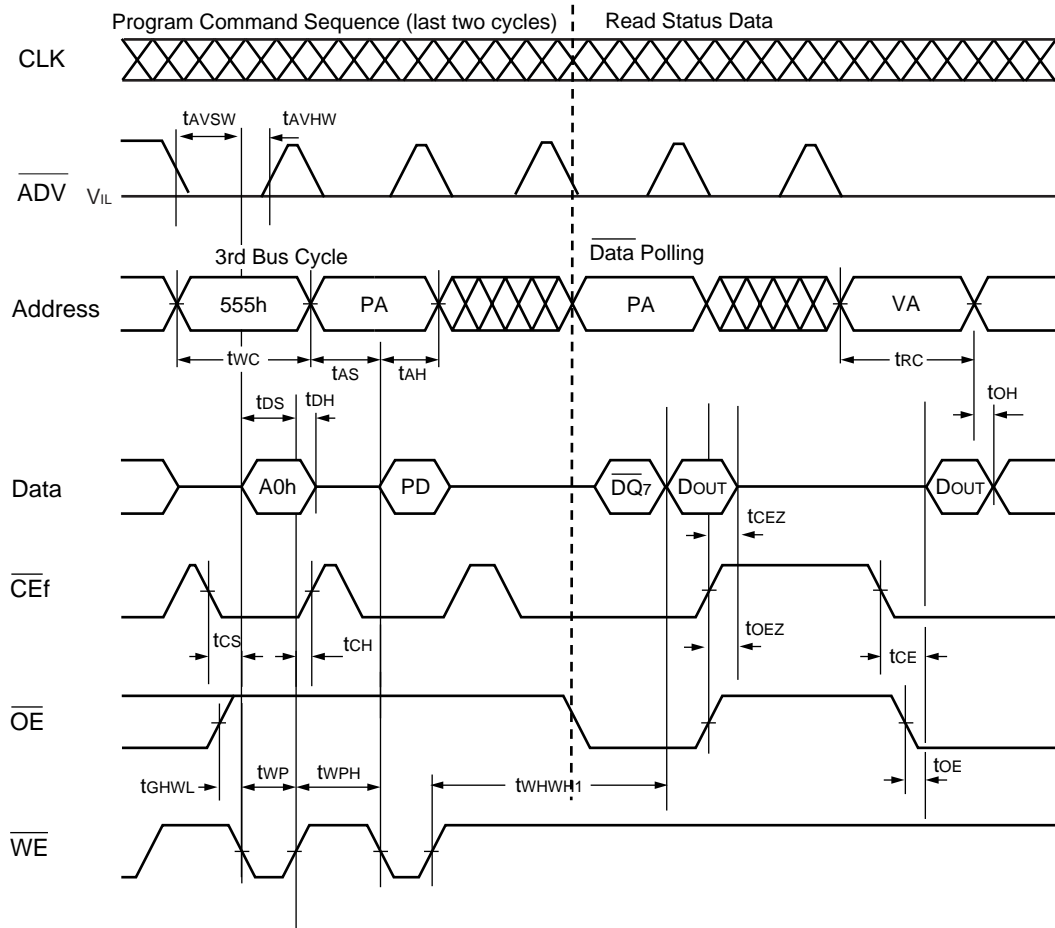 Program Command Sequence (last two cycles) Read Status Data
CLK
tAVSW tAVHW
ADV VIL
3rd Bus Cycle Data Polling
Address 555h PA PA VA
tWC tAS tAH tRC
tDS tDH tOH
Data A0h PD DQ7 DOUT DOUT
tCEZ
CEf
tCS tCH tOEZ tCE
OE
tGHWL tWP tWPH tWHWH1 tOE
WE